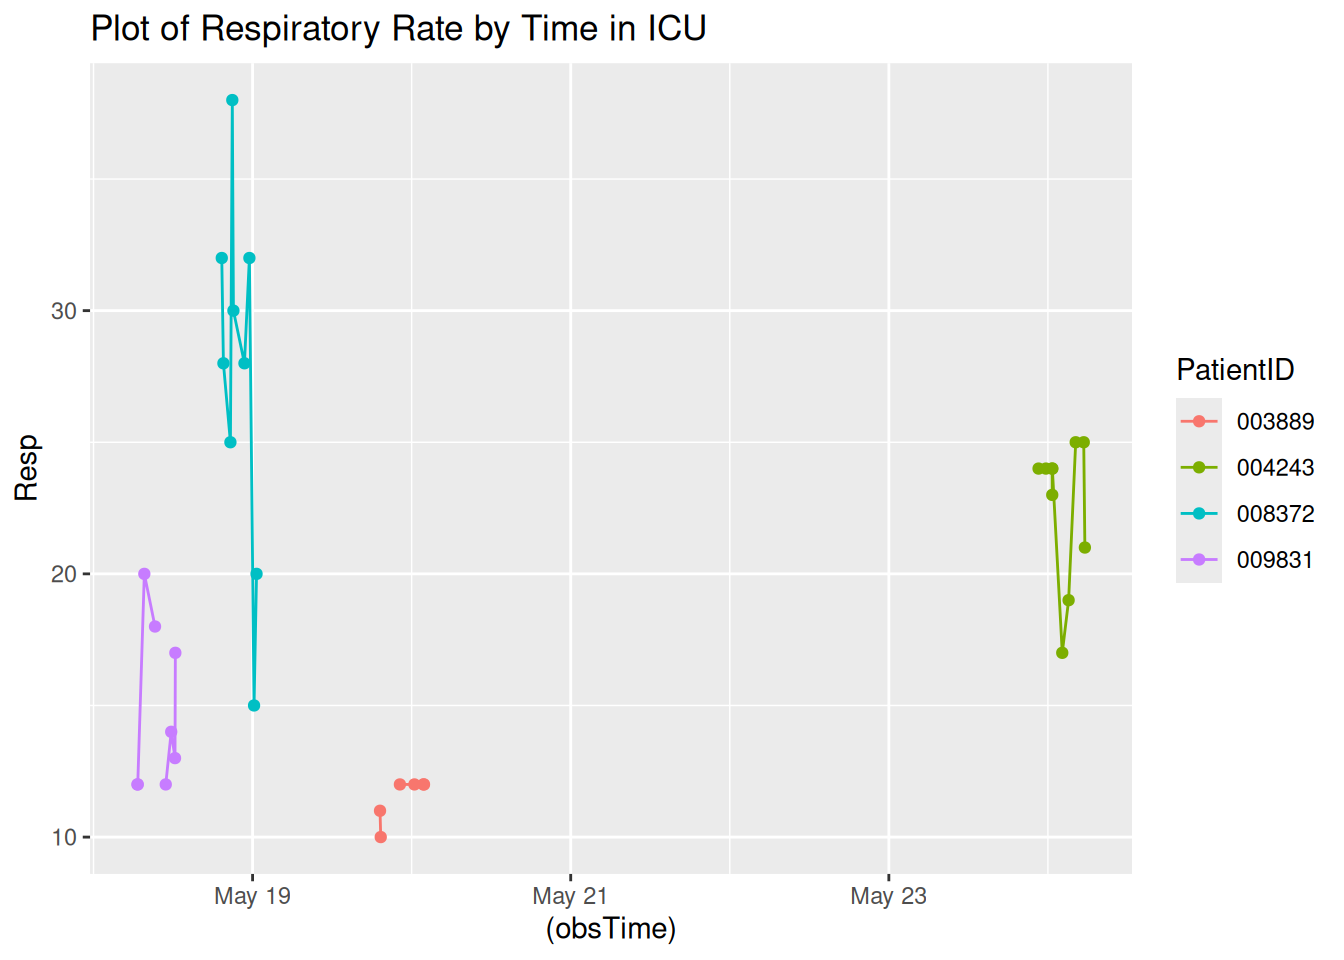 Plot of Respiratory Rate by Time in ICU
Resp
30
20
10
May 19
May 21
May 23
(obsTime)
PatientID
003889
004243
008372
009831